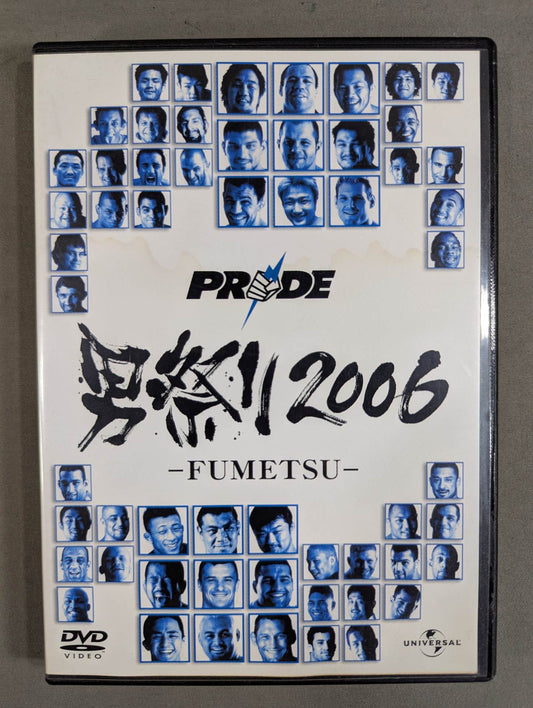 PRIDE
男祭り2006
-FUMETSU-
DVD
VIDEO
UNIVERSAL